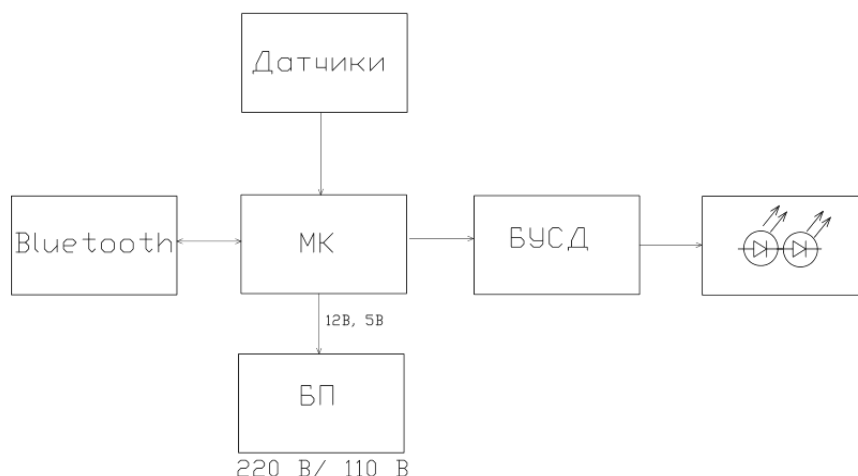 Датчики
Bluetooth
МК
БУСД
12В, 5В
БП
220 В/ 110 В